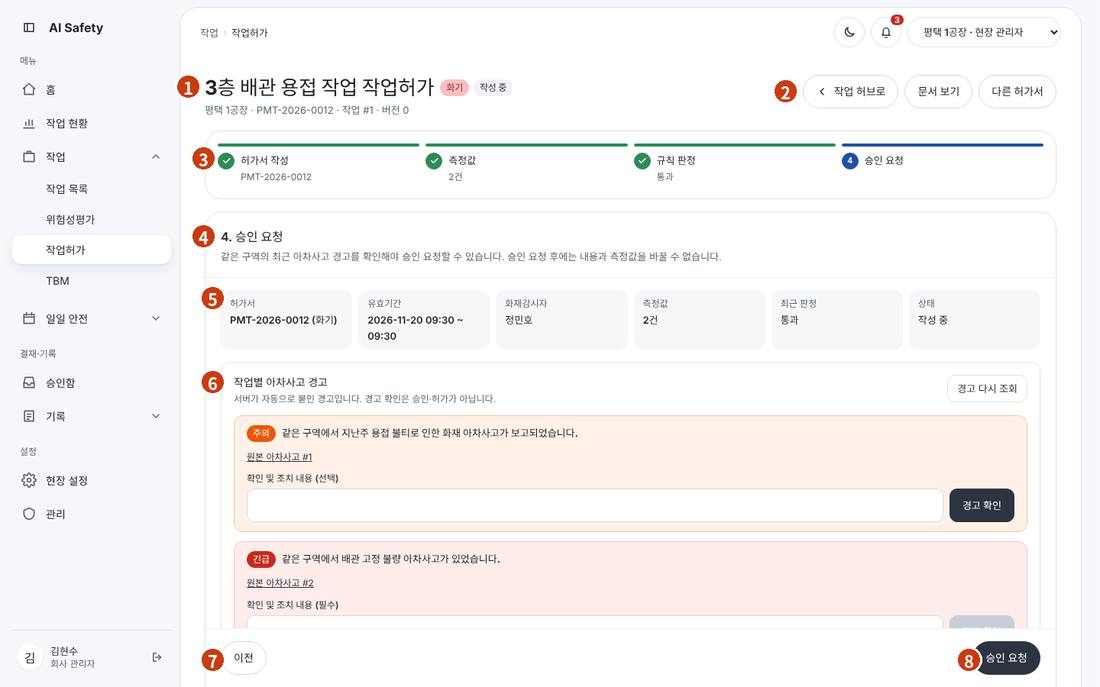 AI Safety
메뉴
홈
작업 현황
작업
작업 목록
위험성평가
작업허가
TBM
일일 안전
결재·기록
승인함
기록
설정
현장 설정
관리
김
김현수
회사 관리자
작업 › 작업허가
3
평택 1공장 · 현장 관리자
1
3층 배관 용접 작업 작업허가
화기
작성 중
평택 1공장 · PMT-2026-0012 · 작업 #1 · 버전 0
2
작업 허브로
문서 보기
다른 허가서
3
허가서 작성
PMT-2026-0012
측정값
2건
규칙 판정
통과
4
승인 요청
4
4. 승인 요청
같은 구역의 최근 아차사고 경고를 확인해야 승인 요청할 수 있습니다. 승인 요청 후에는 내용과 측정값을 바꿀 수 없습니다.
5
허가서
PMT-2026-0012 (화기)
유효기간
2026-11-20 09:30 ~
09:30
화재감시자
정민호
측정값
2건
최근 판정
통과
상태
작성 중
6
작업별 아차사고 경고
서버가 자동으로 붙인 경고입니다. 경고 확인은 승인·허가가 아닙니다.
경고 다시 조회
주의
같은 구역에서 지난주 용접 불티로 인한 화재 아차사고가 보고되었습니다.
원본 아차사고 #1
확인 및 조치 내용 (선택)
경고 확인
긴급
같은 구역에서 배관 고정 불량 아차사고가 있었습니다.
원본 아차사고 #2
확인 및 조치 내용 (필수)
7
이전
8
승인 요청